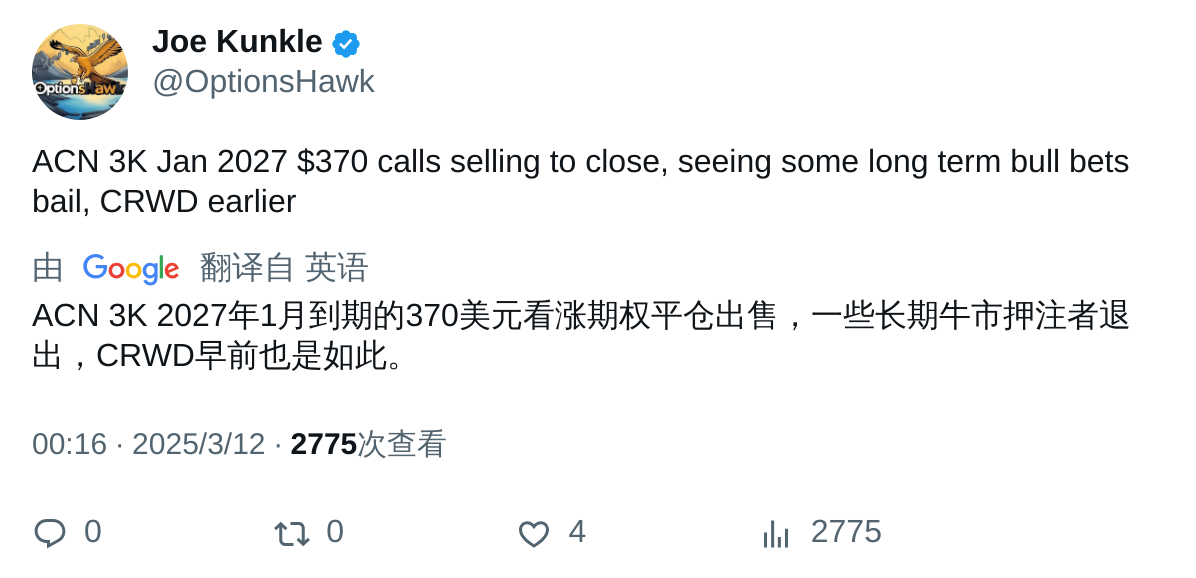 OptionsHawk
Joe Kunkle
@OptionsHawk
ACN 3K Jan 2027 $370 calls selling to close, seeing some long term bull bets
bail, CRWD earlier
由 Google 翻译自 英语
ACN 3K 2027年1月到期的370美元看涨期权平仓出售，一些长期牛市押注者退
出，CRWD早前也是如此。
00:16 · 2025/3/12 · 2775次查看
0 0 4 2775